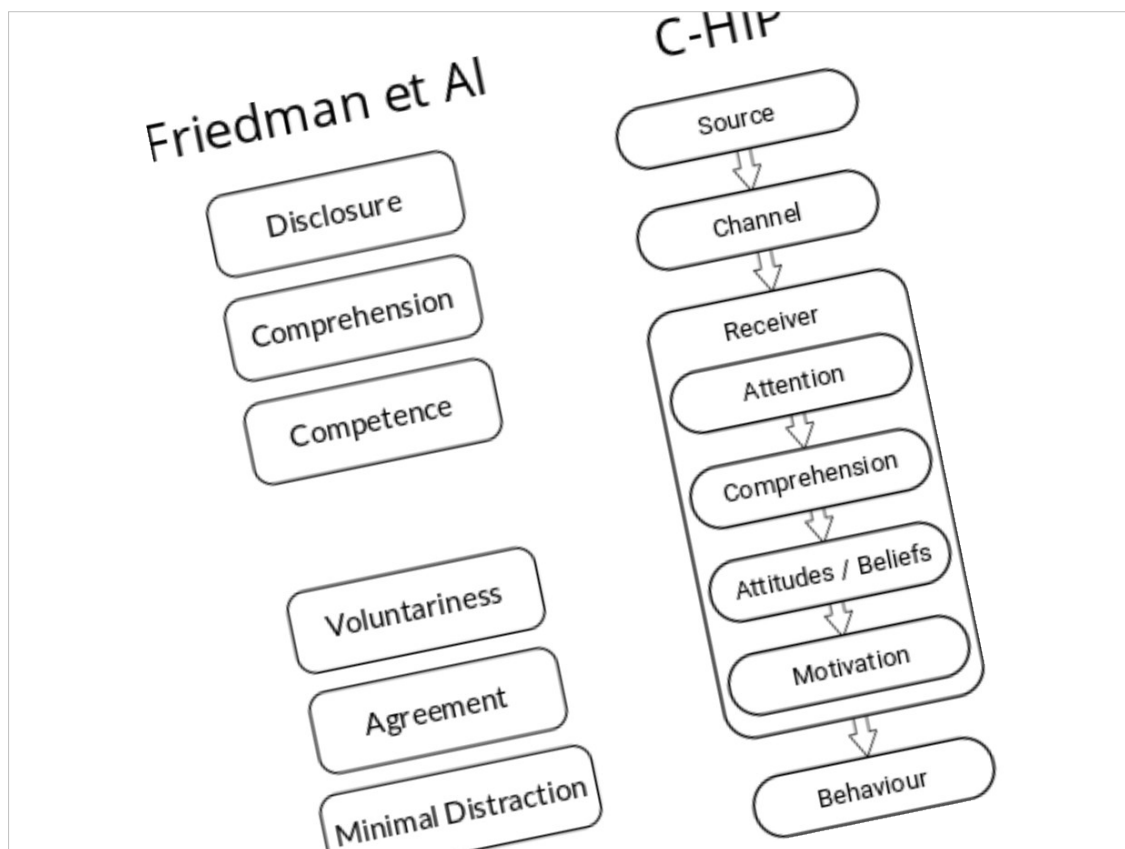 Friedman et Al
Disclosure
Comprehension
Competence
Voluntariness
Agreement
Minimal Distraction
C-HIP
Source
Channel
Receiver
Attention
Comprehension
Attitudes / Beliefs
Motivation
Behaviour